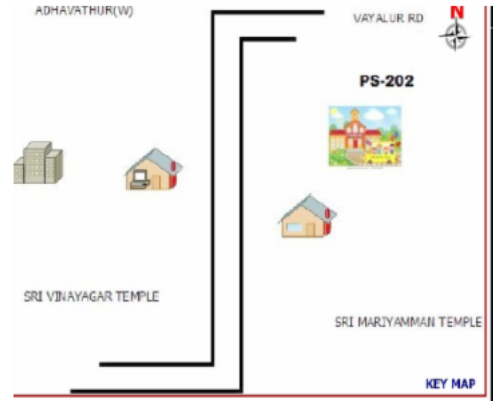 ADHAVATHUR(W)
VAYALUR RD
N
PS-202
SRI VINAYAGAR TEMPLE
SRI MARIYAMMAN TEMPLE
KEY MAP